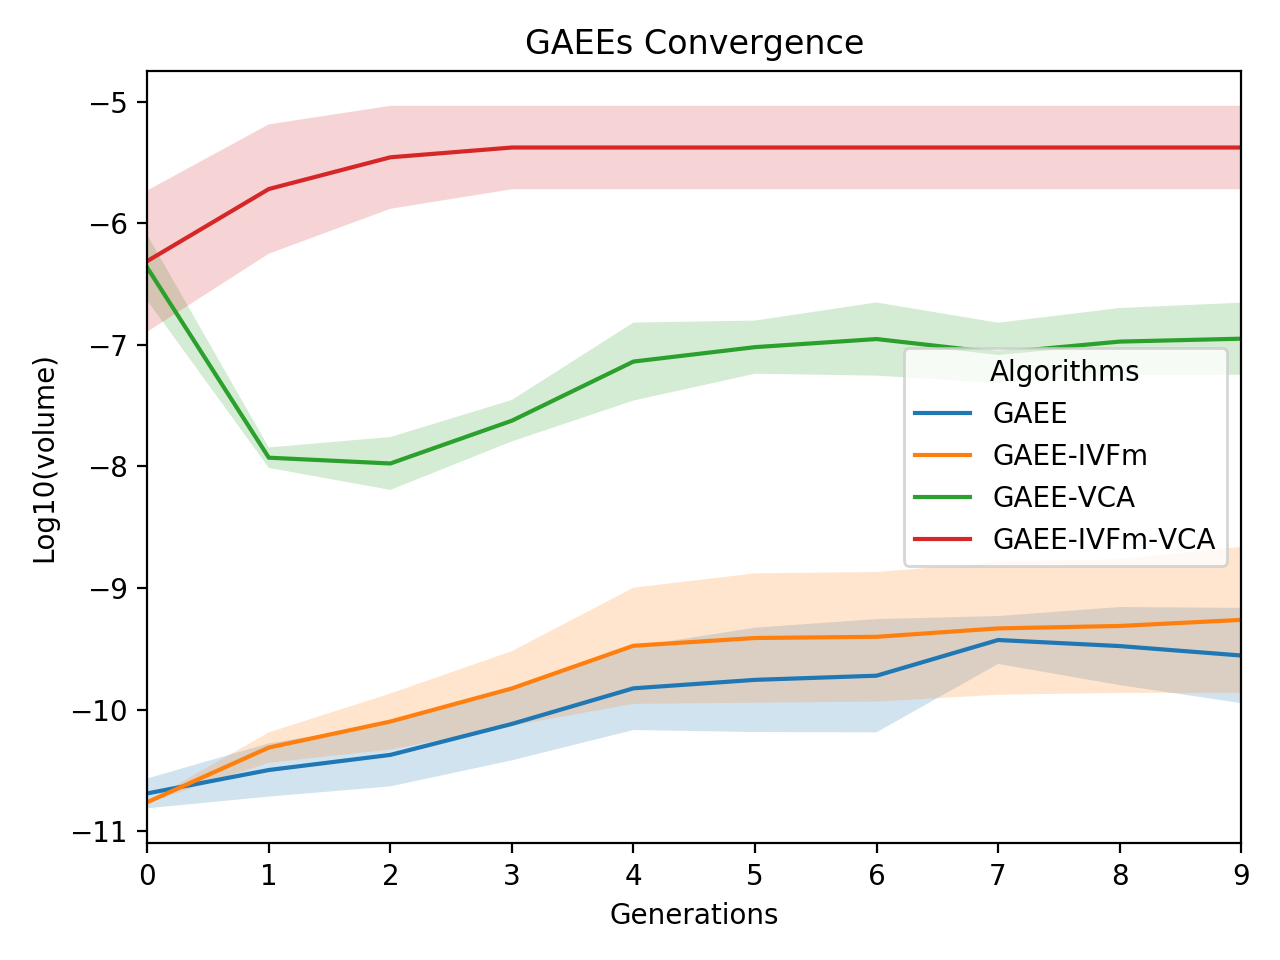 GAEEs Convergence
Log10(volume)
−5
−6
−7
−8
−9
−10
−11
Algorithms
GAEE
GAEE-IVFm
GAEE-VCA
GAEE-IVFm-VCA
0 1 2 3 4 5 6 7 8 9
Generations